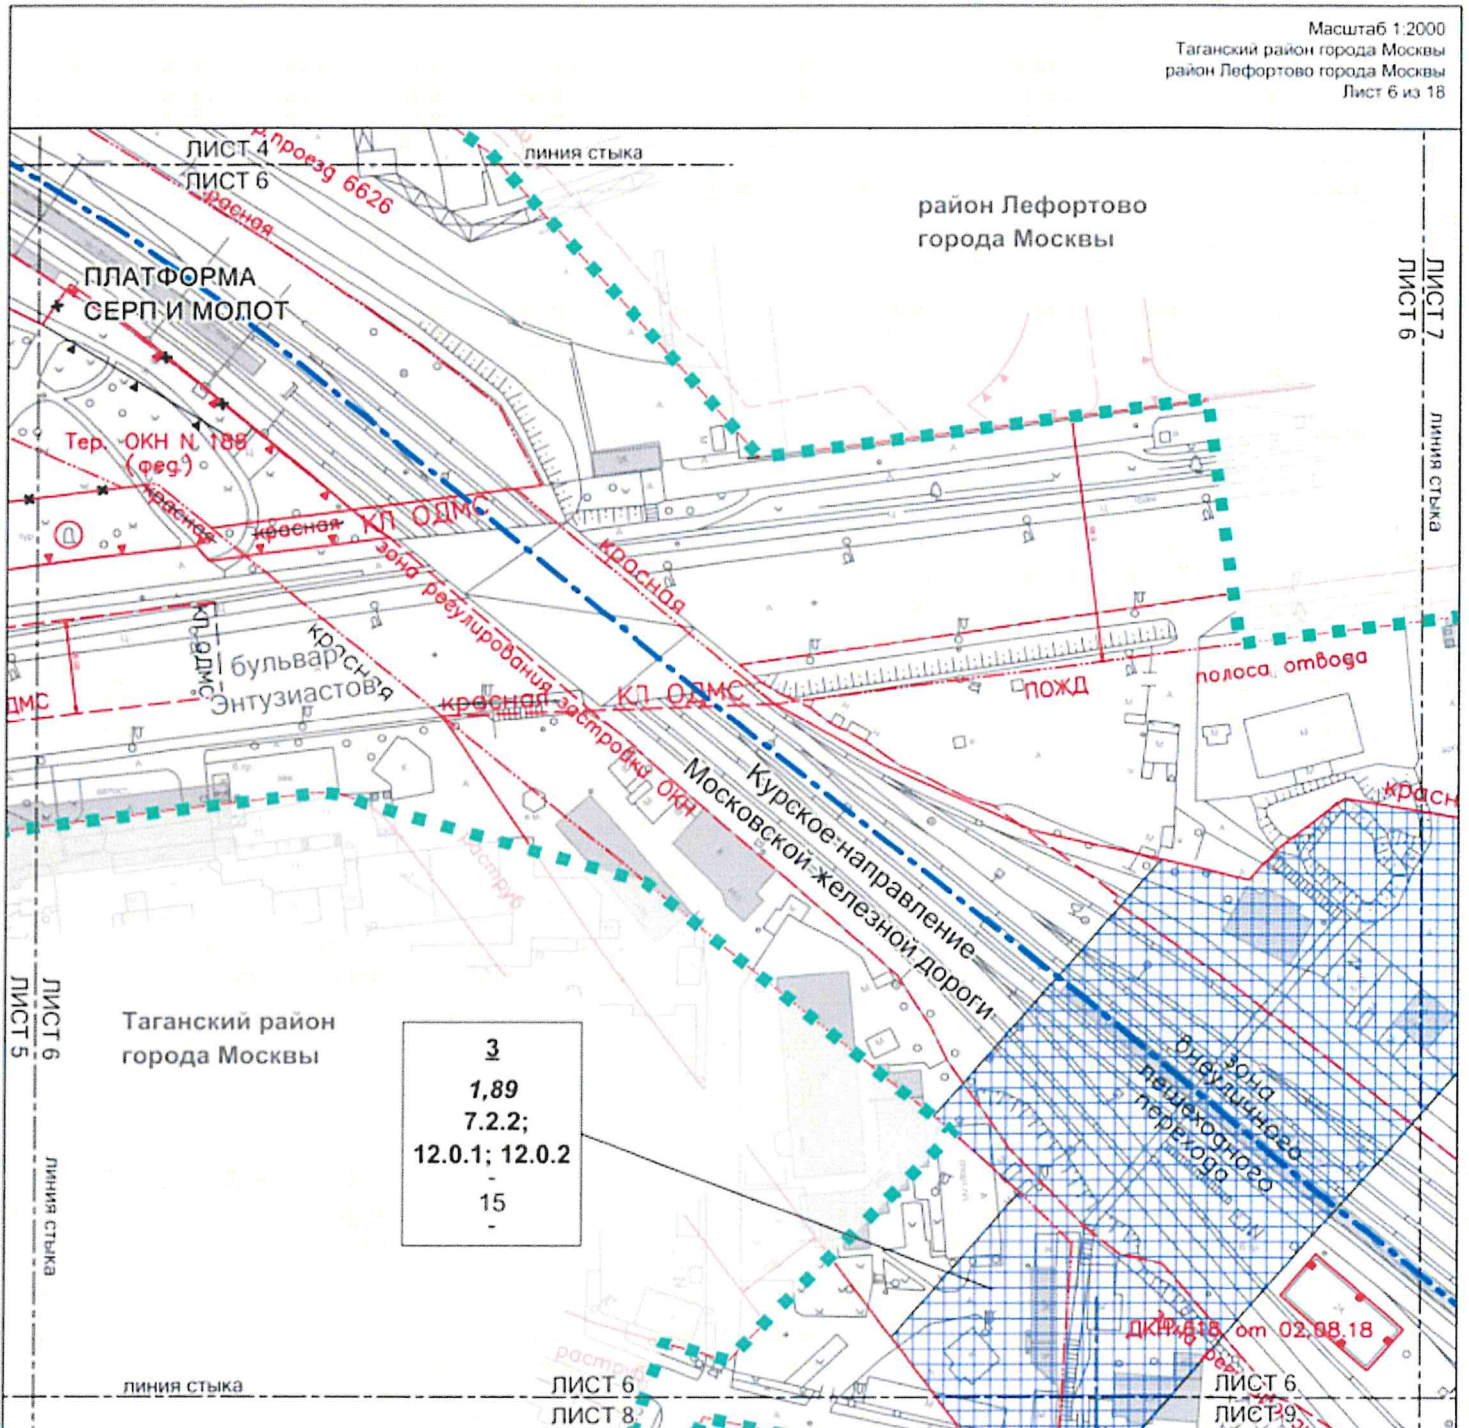 Масштаб 1:2000
Таганский район города Москвы
район Лефортово города Москвы
Лист 6 из 18
ЛИСТ 4
ЛИСТ 6
линия стыка
проезд 6626
красная
район Лефортово
города Москвы
ЛИСТ 7
ЛИСТ 6
линия стыка
ПЛАТФОРМА
СЕРП И МОЛОТ
Тер. ОКН N 188
(фед.)
красная
красная
КЛ ОДМС
зона регулирования застройки ОКН
красная
КЛ ОДМС
бульвар
Энтузиастов
красная
ДМС
красная
КЛ ОДМС
ПОЖД
полоса отвода
красн
Курское направление
Московской железной дороги
раструб
Таганский район
города Москвы
ЛИСТ 6
ЛИСТ 5
линия стыка
3
1,89
7.2.2;
12.0.1; 12.0.2
-
15
-
зона
внеуличного
пешеходного
перехода
ДКН-618 от 02.08.18
раструб
линия стыка
ЛИСТ 6
ЛИСТ 8
ЛИСТ 6
ЛИСТ 9